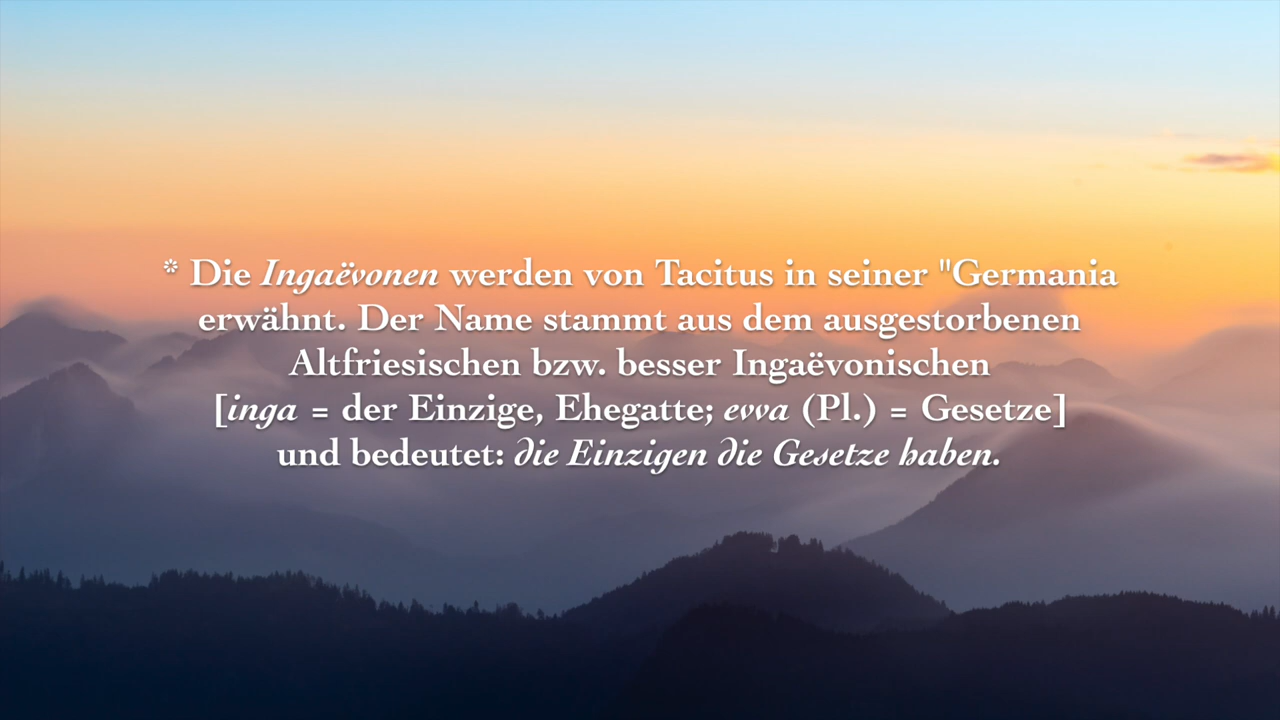 * Die Ingaëvonen werden von Tacitus in seiner "Germania
erwähnt. Der Name stammt aus dem ausgestorbenen
Altfriesischen bzw. besser Ingaëvonischen
[inga = der Einzige, Ehegatte; ewa (Pl.) = Gesetze]
und bedeutet: die Einzigen die Gesetze haben.